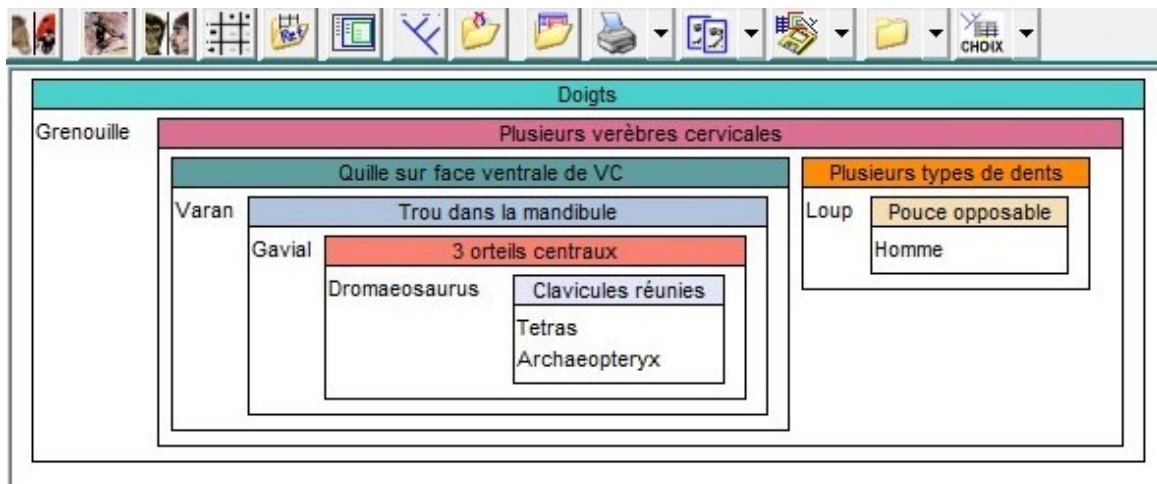 CHOIX
Doigts
Grenouille
Plusieurs verèbres cervicales
Quille sur face ventrale de VC
Plusieurs types de dents
Varan
Trou dans la mandibule
Loup
Pouce opposable
Gavial
3 orteils centraux
Homme
Dromaeosaurus
Clavicules réunies
Tetras
Archaeopteryx